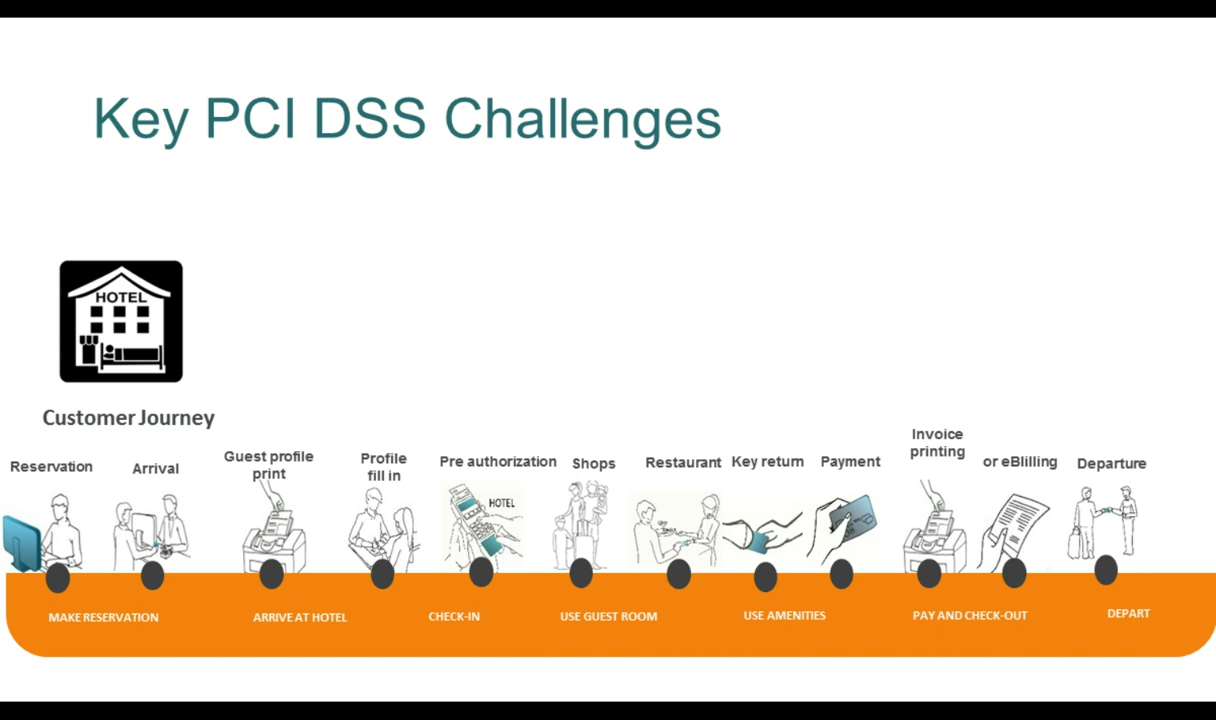 Key PCI DSS Challenges
HOTEL
Customer Journey
Reservation
Arrival
Guest profile
print
Profile
fill in
Pre authorization
Shops
Restaurant
Key return
Payment
Invoice
printing
or eBlilling
Departure
HOTEL
MAKE RESERVATION
ARRIVE AT HOTEL
CHECK-IN
USE GUEST ROOM
USE AMENITIES
PAY AND CHECK-OUT
DEPART